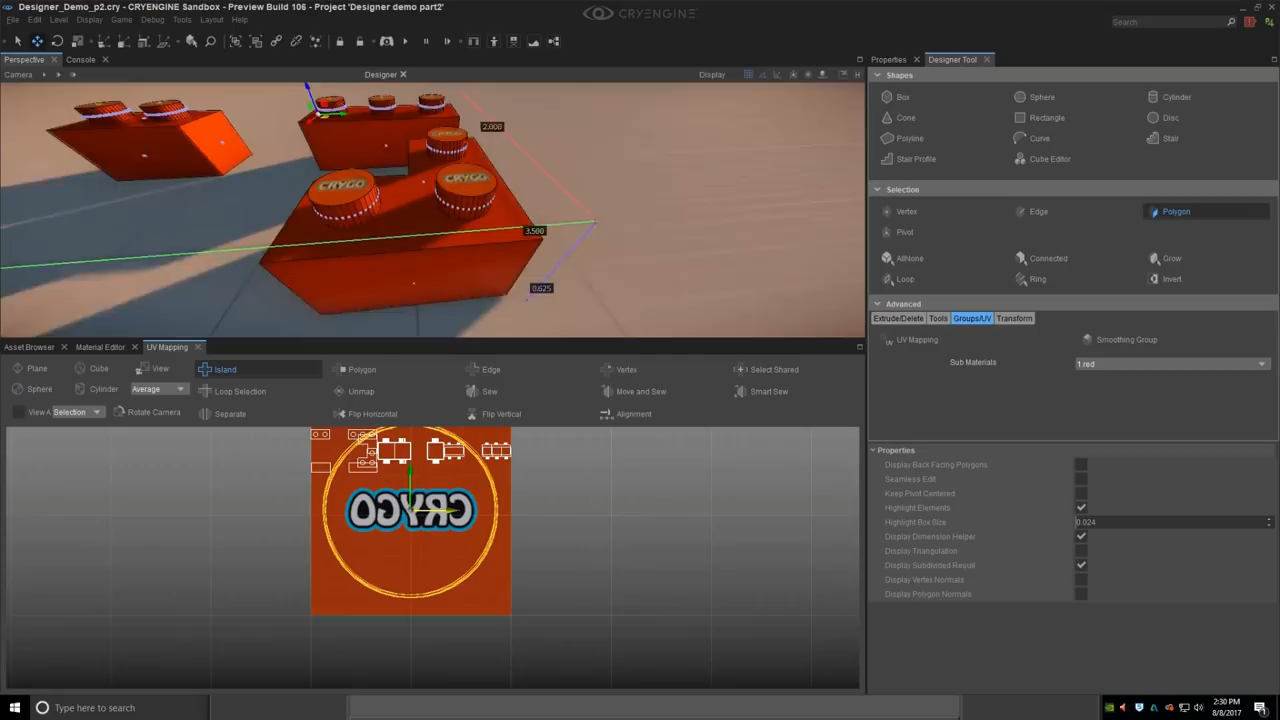 Designer_Demo_p2.cry - CRYENGINE Sandbox - Preview Build 106 - Project 'Designer demo part2'
CRYENGINE
File Edit Level Display Game Debug Tools Layout Help
Search
Perspective Console
Properties Designer Tool
Camera Designer Display H
Shapes
Box Sphere Cylinder
Cone Rectangle Disc
Polyline Curve Stair
Stair Profile Cube Editor
Selection
Vertex Edge Polygon
Pivot
AllNone Connected Grow
Loop Ring Invert
Advanced
Extrude/Delete Tools Groups/UV Transform
UV Mapping Smoothing Group
Sub Materials 1 red
2.000
CRYGO
CRYGO
3.500
0.625
Asset Browser Material Editor UV Mapping
Plane Cube View Island Polygon Edge Vertex Select Shared
Sphere Cylinder Average Loop Selection Unmap Sew Move and Sew Smart Sew
View A Selection Rotate Camera Separate Flip Horizontal Flip Vertical Alignment
CRYGO
Properties
Display Back Facing Polygons
Seamless Edit
Keep Pivot Centered
Highlight Elements
Highlight Box Size 0.024
Display Dimension Helper
Display Triangulation
Display Subdivided Result
Display Vertex Normals
Display Polygon Normals
Type here to search
2:30 PM
8/8/2017